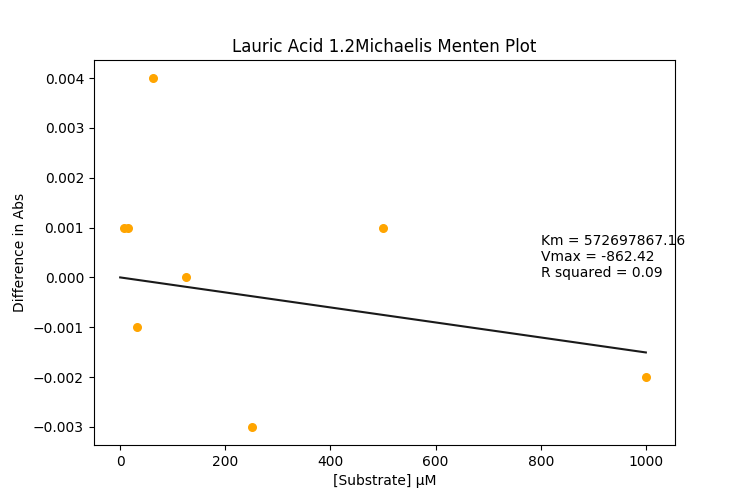 Lauric Acid 1.2Michaelis Menten Plot
0.004
0.003
0.002
0.001
0.000
−0.001
−0.002
−0.003
Difference in Abs
Km = 572697867.16
Vmax = -862.42
R squared = 0.09
0 200 400 600 800 1000
[Substrate] μM